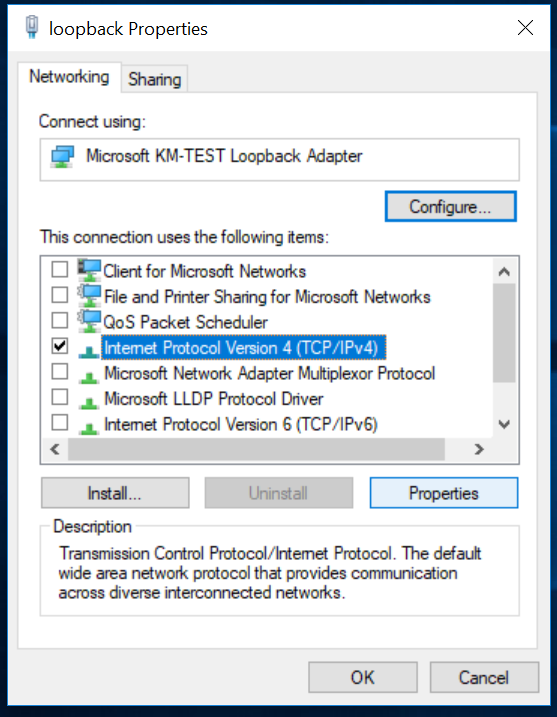 loopback Properties
Networking
Sharing
Connect using:
Microsoft KM-TEST Loopback Adapter
Configure...
This connection uses the following items:
Client for Microsoft Networks
File and Printer Sharing for Microsoft Networks
QoS Packet Scheduler
Internet Protocol Version 4 (TCP/IPv4)
Microsoft Network Adapter Multiplexor Protocol
Microsoft LLDP Protocol Driver
Internet Protocol Version 6 (TCP/IPv6)
Install...
Uninstall
Properties
Description
Transmission Control Protocol/Internet Protocol. The default
wide area network protocol that provides communication
across diverse interconnected networks.
OK
Cancel